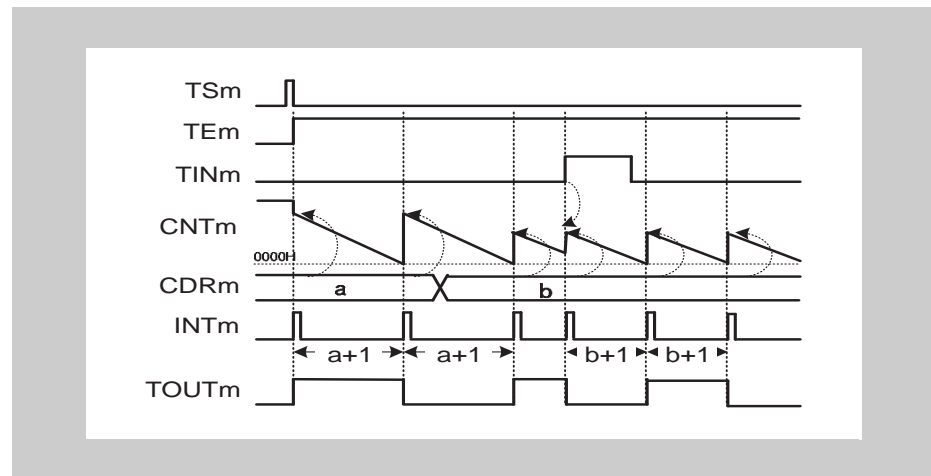 TSm
TEm
TINm
CNTm
0000H
CDRm
a
b
INTm
a+1
a+1
b+1
b+1
TOUTm